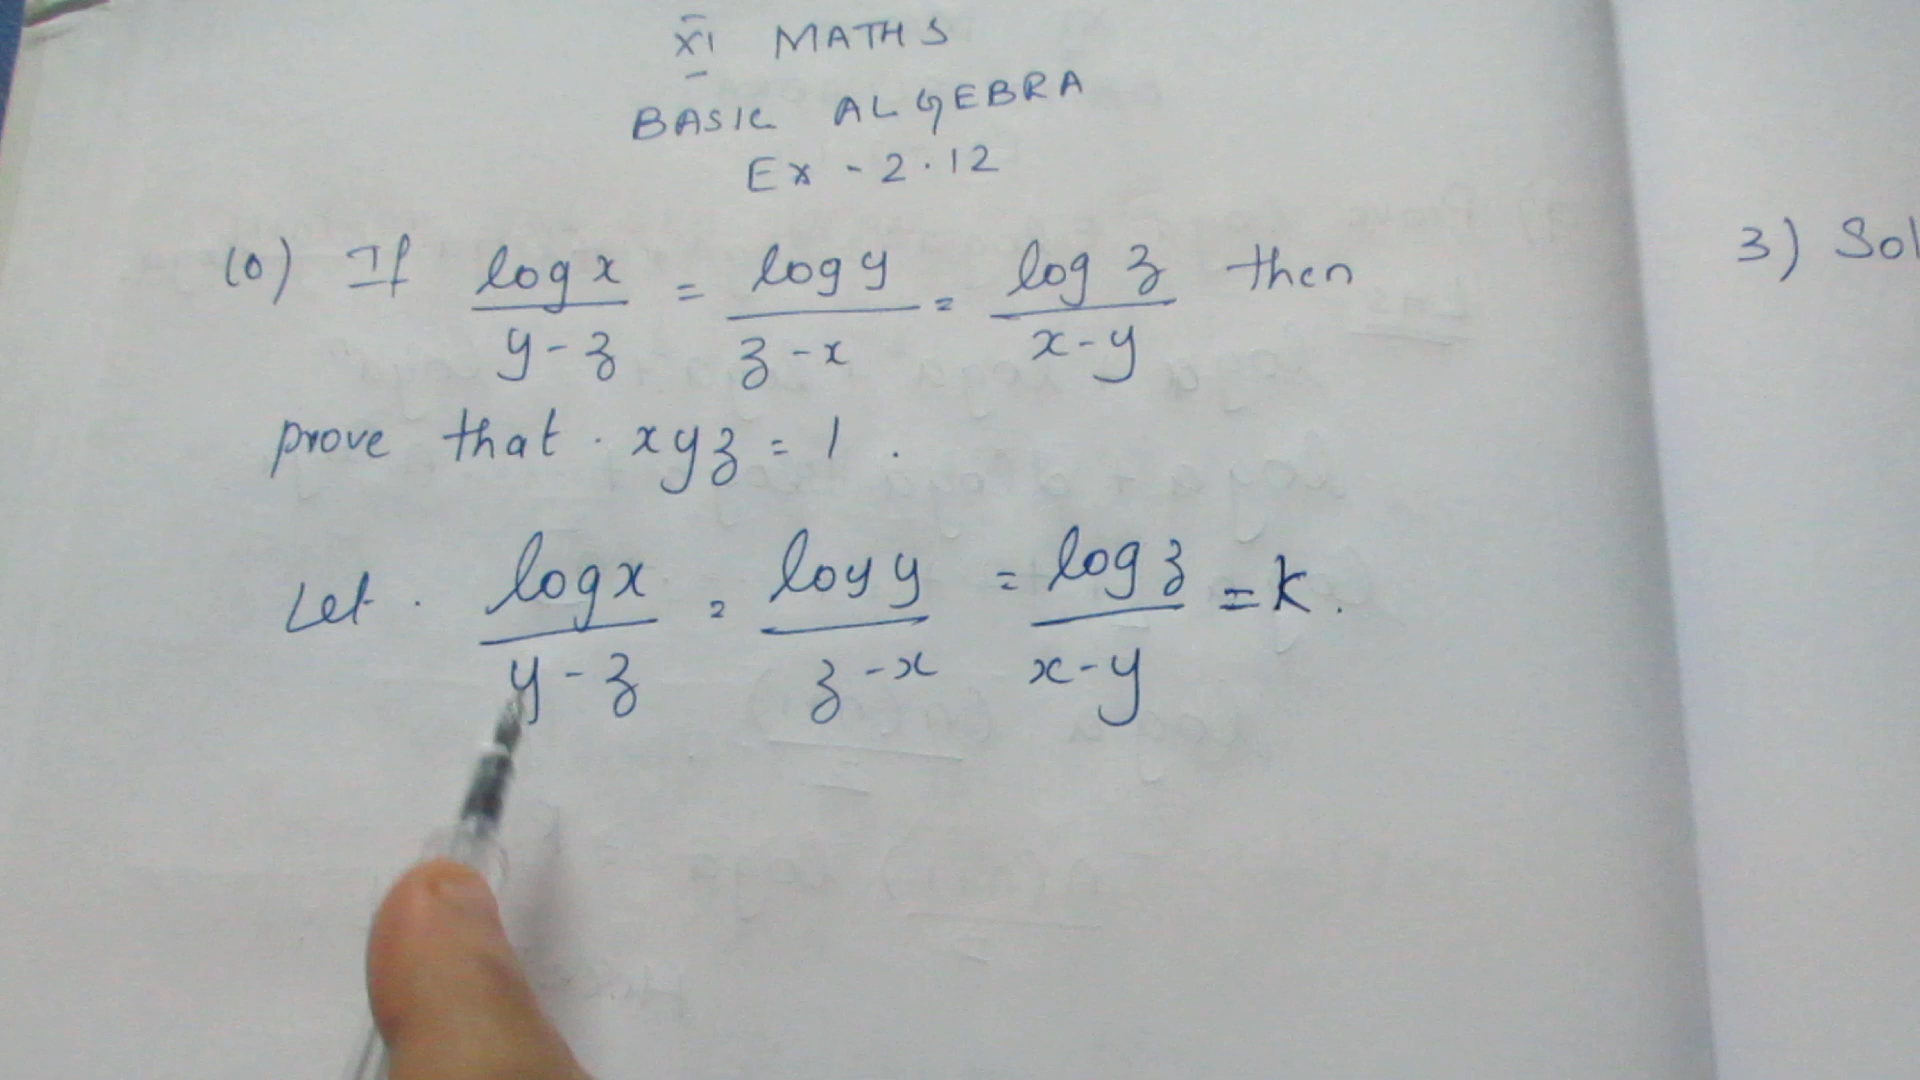 XI MATHS
BASIC ALGEBRA
Ex - 2.12
10) If log x / y - z = log y / z - x = log z / x - y then
prove that . xyz = 1 .
Let . log x / y - z = log y / z - x = log z / x - y = k .
3) Sol